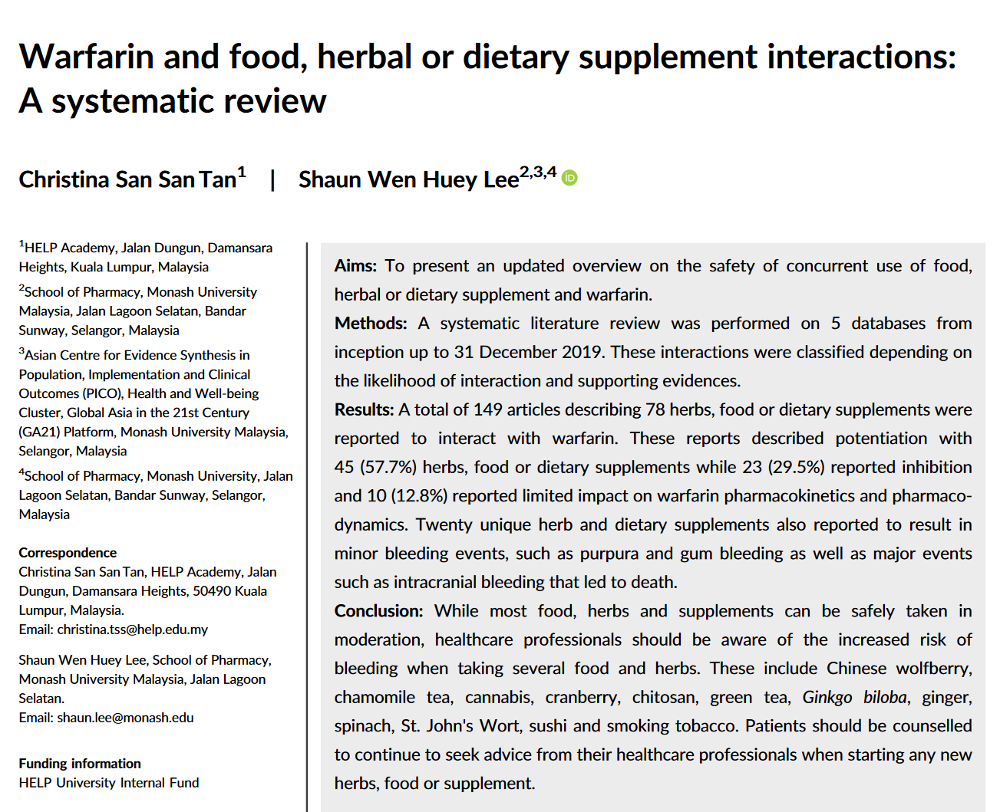 Warfarin and food, herbal or dietary supplement interactions:
A systematic review
Christina San San Tan1 | Shaun Wen Huey Lee2,3,4 iD
1HELP Academy, Jalan Dungun, Damansara
Heights, Kuala Lumpur, Malaysia
2School of Pharmacy, Monash University
Malaysia, Jalan Lagoon Selatan, Bandar
Sunway, Selangor, Malaysia
3Asian Centre for Evidence Synthesis in
Population, Implementation and Clinical
Outcomes (PICO), Health and Well-being
Cluster, Global Asia in the 21st Century
(GA21) Platform, Monash University Malaysia,
Selangor, Malaysia
4School of Pharmacy, Monash University, Jalan
Lagoon Selatan, Bandar Sunway, Selangor,
Malaysia
Correspondence
Christina San San Tan, HELP Academy, Jalan
Dungun, Damansara Heights, 50490 Kuala
Lumpur, Malaysia.
Email: christina.tss@help.edu.my
Shaun Wen Huey Lee, School of Pharmacy,
Monash University Malaysia, Jalan Lagoon
Selatan.
Email: shaun.lee@monash.edu
Funding information
HELP University Internal Fund
Aims: To present an updated overview on the safety of concurrent use of food,
herbal or dietary supplement and warfarin.
Methods: A systematic literature review was performed on 5 databases from
inception up to 31 December 2019. These interactions were classified depending on
the likelihood of interaction and supporting evidences.
Results: A total of 149 articles describing 78 herbs, food or dietary supplements were
reported to interact with warfarin. These reports described potentiation with
45 (57.7%) herbs, food or dietary supplements while 23 (29.5%) reported inhibition
and 10 (12.8%) reported limited impact on warfarin pharmacokinetics and pharmaco-
dynamics. Twenty unique herb and dietary supplements also reported to result in
minor bleeding events, such as purpura and gum bleeding as well as major events
such as intracranial bleeding that led to death.
Conclusion: While most food, herbs and supplements can be safely taken in
moderation, healthcare professionals should be aware of the increased risk of
bleeding when taking several food and herbs. These include Chinese wolfberry,
chamomile tea, cannabis, cranberry, chitosan, green tea, Ginkgo biloba, ginger,
spinach, St. John's Wort, sushi and smoking tobacco. Patients should be counselled
to continue to seek advice from their healthcare professionals when starting any new
herbs, food or supplement.